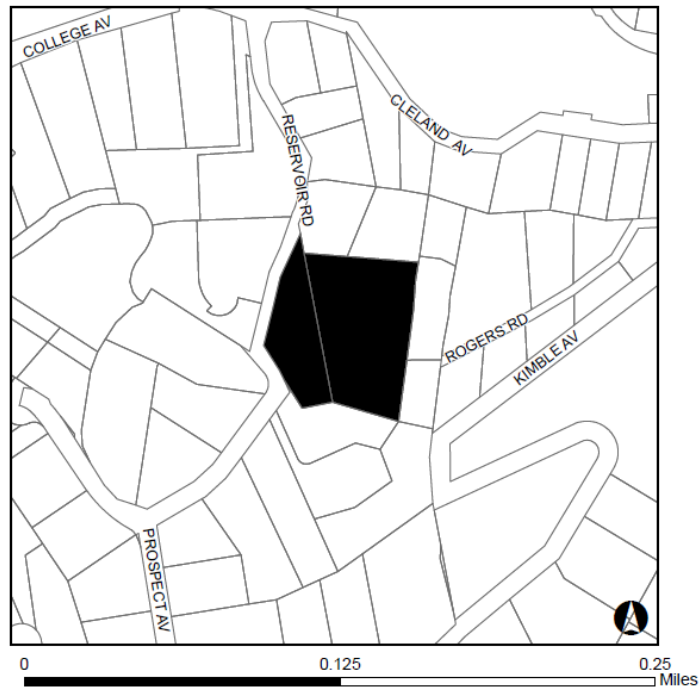 COLLEGE AV
CLELAND AV
RESERVOIR RD
ROGERS RD
KIMBLE AV
PROSPECT AV
0 0.125 0.25
Miles